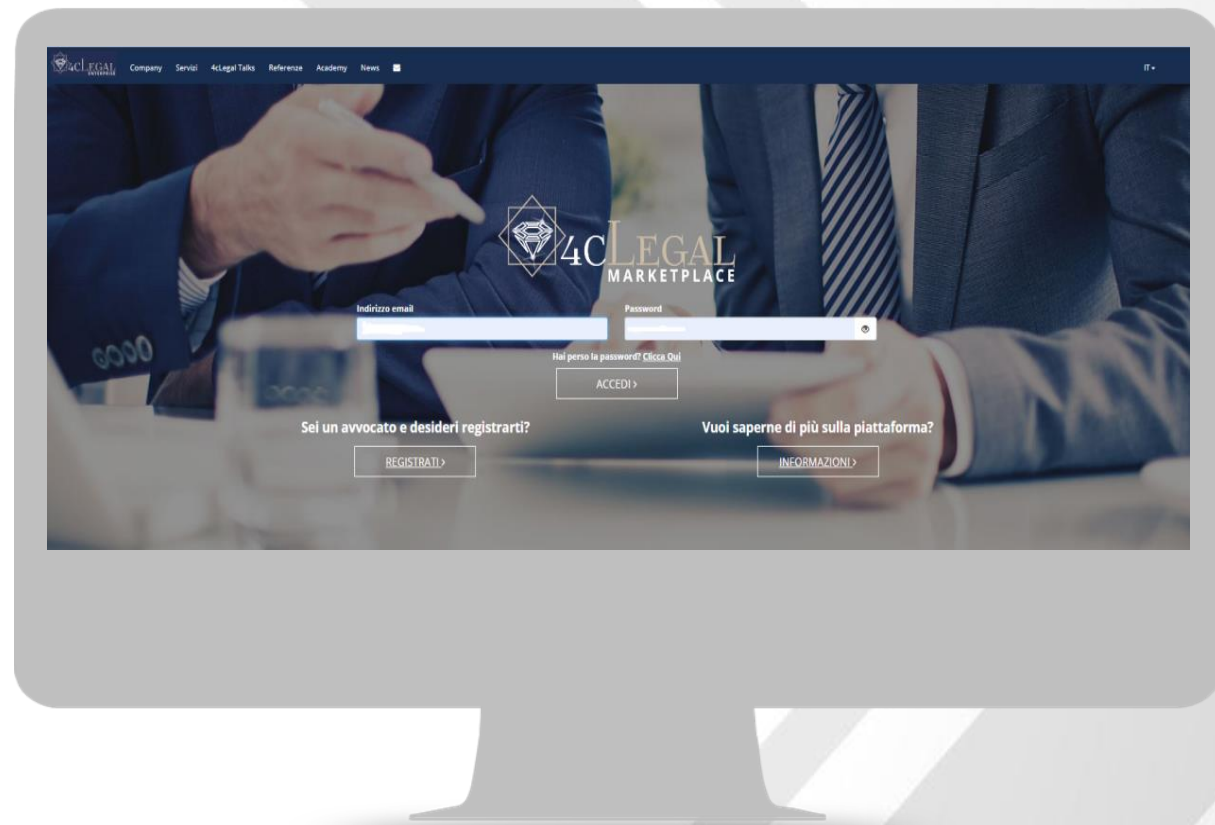 4cLEGAL
ENTERPRISE
Company Servizi 4cLegal Talks Referenze Academy News
IT
4cLEGAL
MARKETPLACE
Indirizzo email Password
Hai perso la password? Clicca Qui
ACCEDI >
Sei un avvocato e desideri registrarti? Vuoi saperne di più sulla piattaforma?
REGISTRATI > INFORMAZIONI >